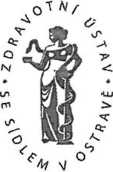 ZDRAVOTNÍ ÚSTAV
SE SÍDLEM V OSTRAVĚ